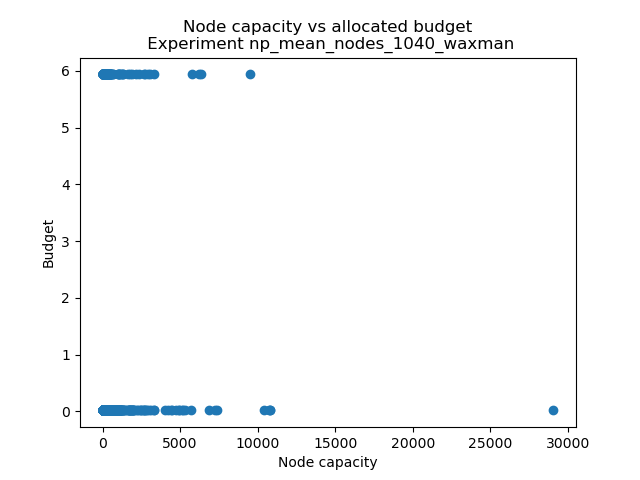 Node capacity vs allocated budget
Experiment np_mean_nodes_1040_waxman
6
5
4
3
2
1
0
Budget
0 5000 10000 15000 20000 25000 30000
Node capacity